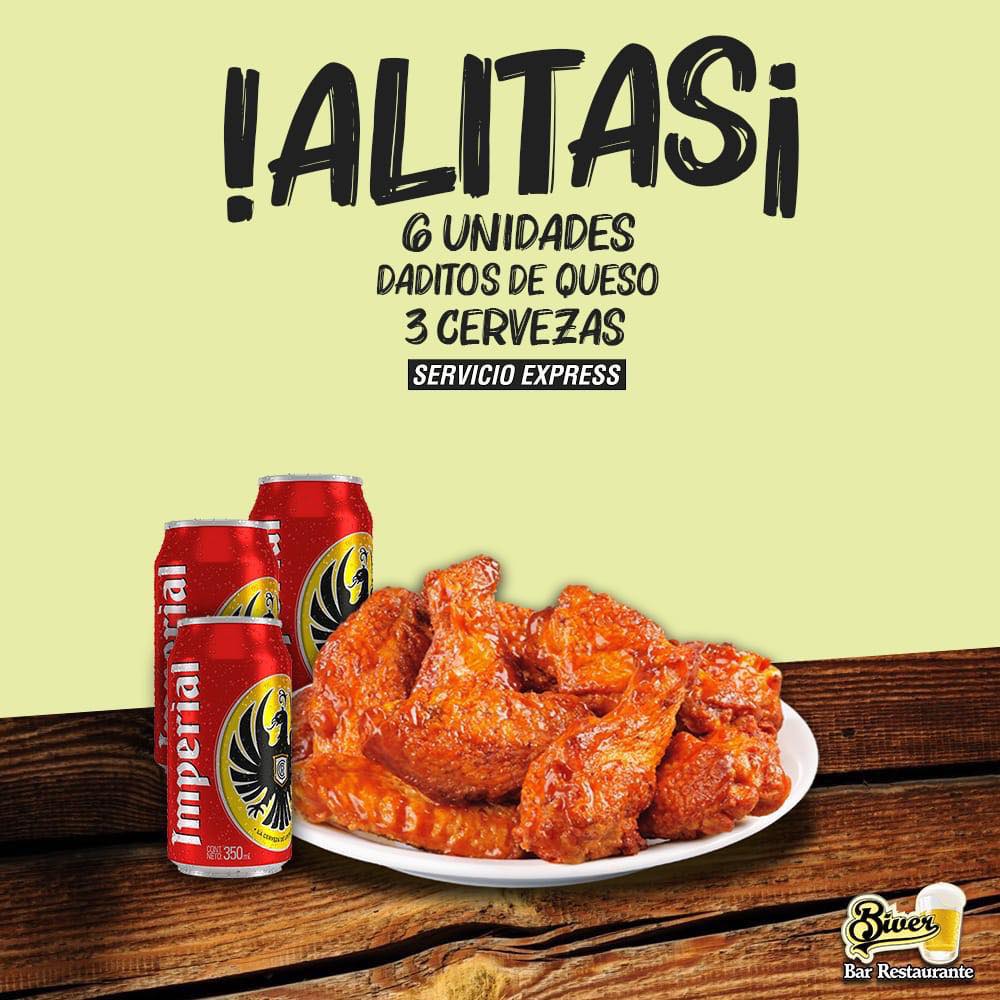 !ALITAS¡
6 UNIDADES
DADITOS DE QUESO
3 CERVEZAS
SERVICIO EXPRESS
Imperial
Imperial
CONT. NETO: 350 mL
Biver
Bar Restaurante